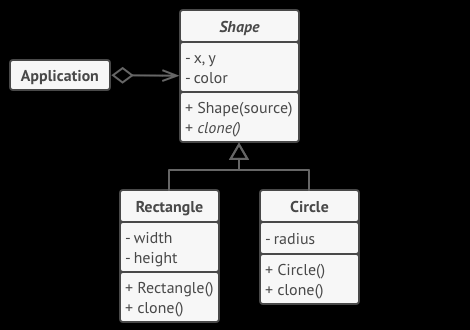 Shape
- x, y
- color
+ Shape(source)
+ clone()
Application
Rectangle
- width
- height
+ Rectangle()
+ clone()
Circle
- radius
+ Circle()
+ clone()